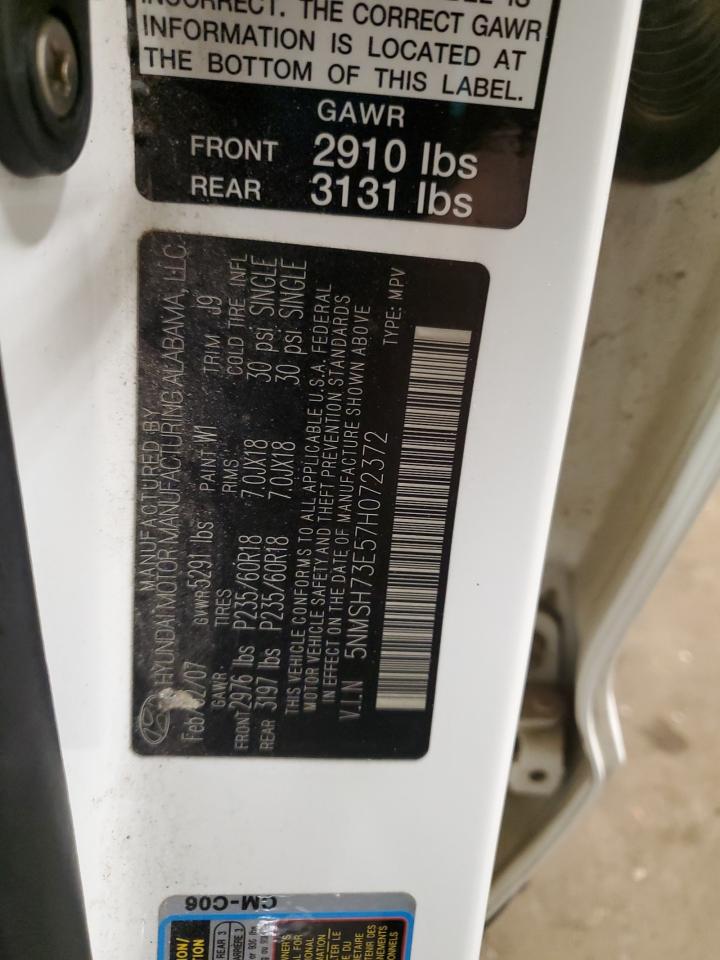 INCORRECT. THE CORRECT GAWR
INFORMATION IS LOCATED AT
THE BOTTOM OF THIS LABEL.
GAWR
FRONT 2910 lbs
REAR 3131 lbs
MANUFACTURED BY
HYUNDAI MOTOR MANUFACTURING ALABAMA, LLC.
Feb/ /07 GVWR 5291 lbs PAINT W1 TRIM J9
GAWR TIRES RIMS COLD TIRE INFL
FRONT 2976 lbs P235/60R18 7.0JX18 30 psi SINGLE
REAR 3197 lbs P235/60R18 7.0JX18 30 psi SINGLE
THIS VEHICLE CONFORMS TO ALL APPLICABLE U.S.A. FEDERAL
MOTOR VEHICLE SAFETY AND THEFT PREVENTION STANDARDS
IN EFFECT ON THE DATE OF MANUFACTURE SHOWN ABOVE
V.I.N 5NMSH73E57H072372 TYPE: MPV
CM-C06
REAR 3